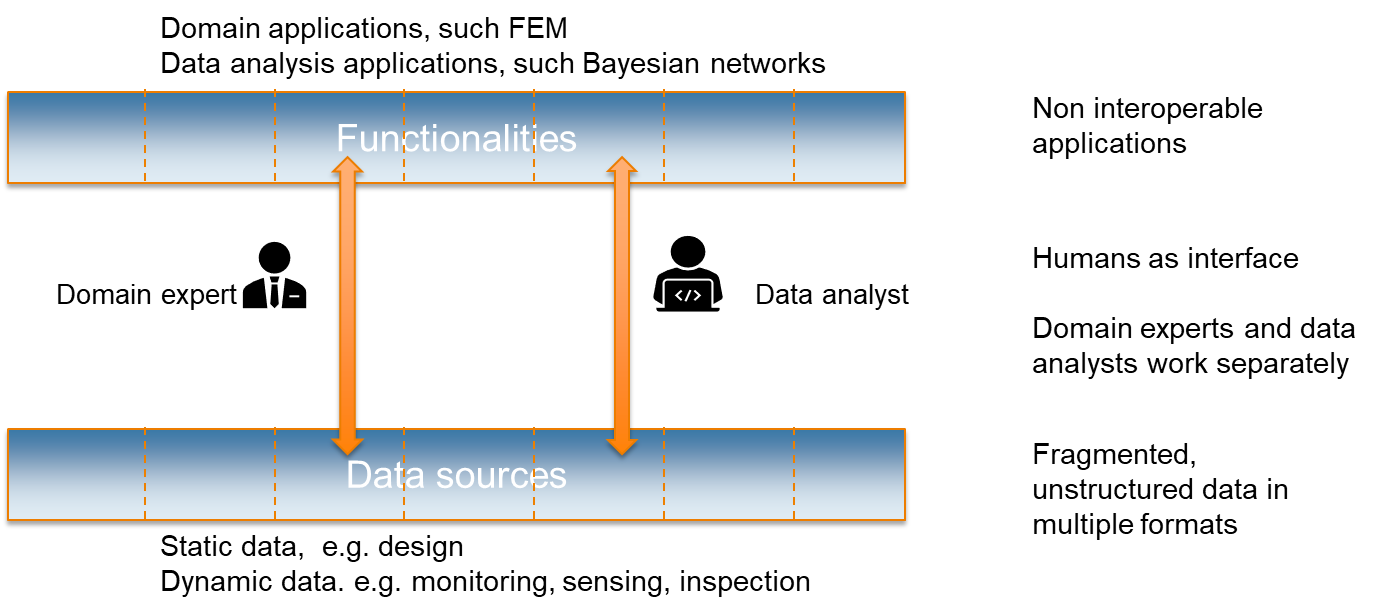 Domain applications, such FEM
Data analysis applications, such Bayesian networks
Functionalities
Non interoperable
applications
Domain expert
</>
Data analyst
Humans as interface
Domain experts and data
analysts work separately
Data sources
Fragmented,
unstructured data in
multiple formats
Static data,  e.g. design
Dynamic data. e.g. monitoring, sensing, inspection